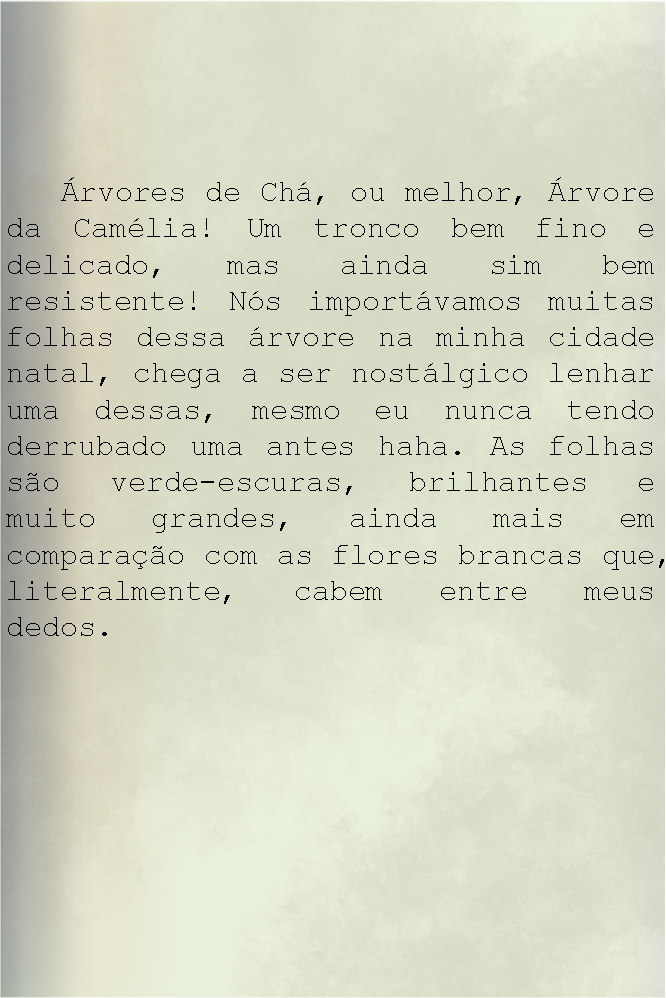 Árvores de Chá, ou melhor, Árvore
da Camélia! Um tronco bem fino e
delicado, mas ainda sim bem
resistente! Nós importávamos muitas
folhas dessa árvore na minha cidade
natal, chega a ser nostálgico lenhar
uma dessas, mesmo eu nunca tendo
derrubado uma antes haha. As folhas
são verde-escuras, brilhantes e
muito grandes, ainda mais em
comparação com as flores brancas que,
literalmente, cabem entre meus
dedos.